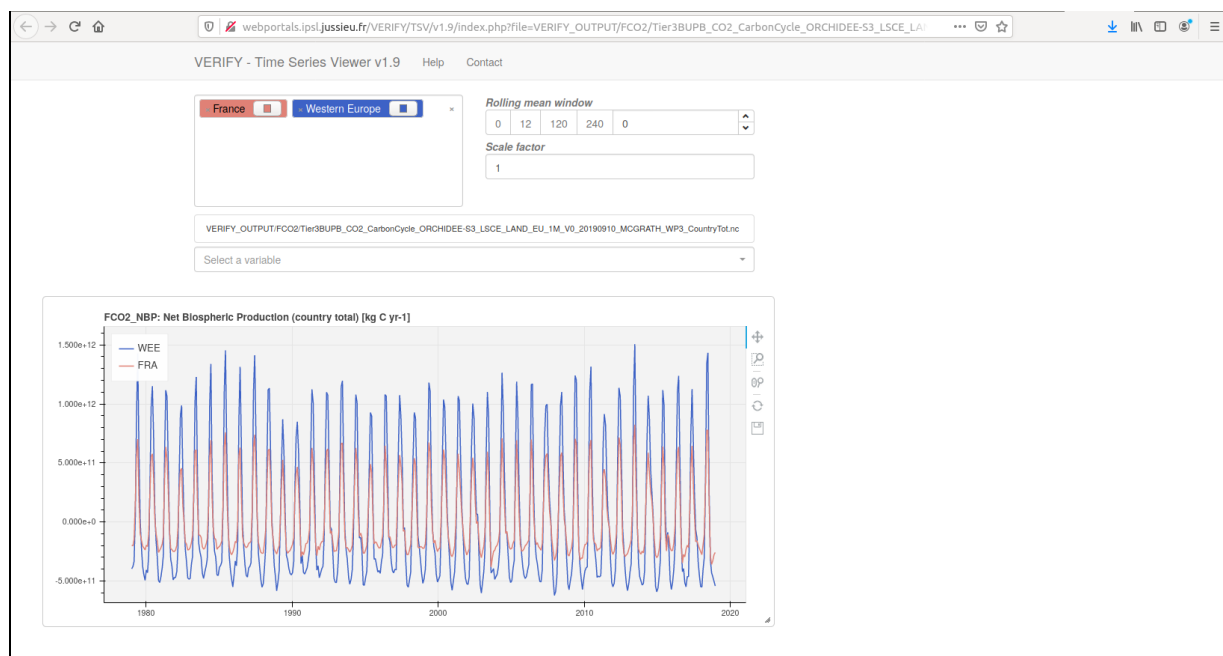 webportals.ipsl.jussieu.fr/VERIFY/TSV/v1.9/index.php?file=VERIFY_OUTPUT/FCO2/Tier3BUPB_CO2_CarbonCycle_ORCHIDEE-S3_LSCE_LA
VERIFY - Time Series Viewer v1.9 Help Contact
× France × Western Europe ×
Rolling mean window
0 12 120 240 0
Scale factor
1
VERIFY_OUTPUT/FCO2/Tier3BUPB_CO2_CarbonCycle_ORCHIDEE-S3_LSCE_LAND_EU_1M_V0_20190910_MCGRATH_WP3_CountryTot.nc
Select a variable
FCO2_NBP: Net Biospheric Production (country total) [kg C yr-1]
WEE
FRA
1.500e+12
1.000e+12
5.000e+11
0.000e+0
-5.000e+11
1980 1990 2000 2010 2020